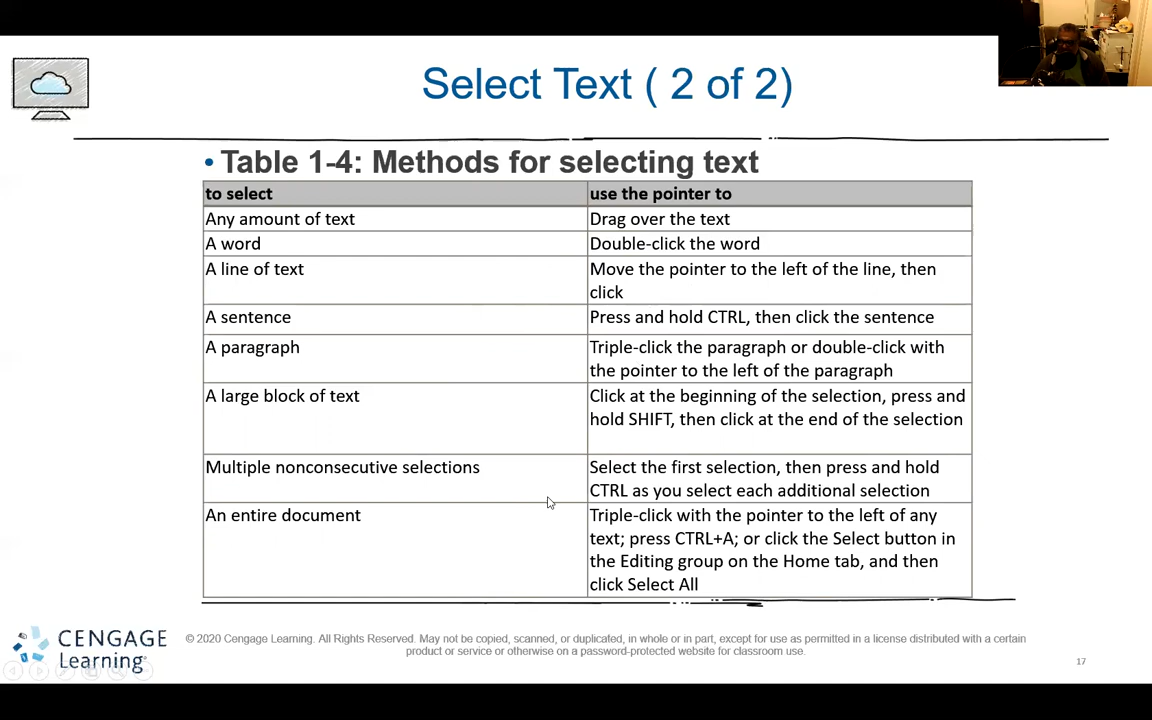 Select Text ( 2 of 2)
• Table 1-4: Methods for selecting text
to select
use the pointer to
Any amount of text
Drag over the text
A word
Double-click the word
A line of text
Move the pointer to the left of the line, then
click
A sentence
Press and hold CTRL, then click the sentence
A paragraph
Triple-click the paragraph or double-click with
the pointer to the left of the paragraph
A large block of text
Click at the beginning of the selection, press and
hold SHIFT, then click at the end of the selection
Multiple nonconsecutive selections
Select the first selection, then press and hold
CTRL as you select each additional selection
An entire document
Triple-click with the pointer to the left of any
text; press CTRL+A; or click the Select button in
the Editing group on the Home tab, and then
click Select All
CENGAGE
Learning
© 2020 Cengage Learning. All Rights Reserved. May not be copied, scanned, or duplicated, in whole or in part, except for use as permitted in a license distributed with a certain
product or service or otherwise on a password-protected website for classroom use.
17